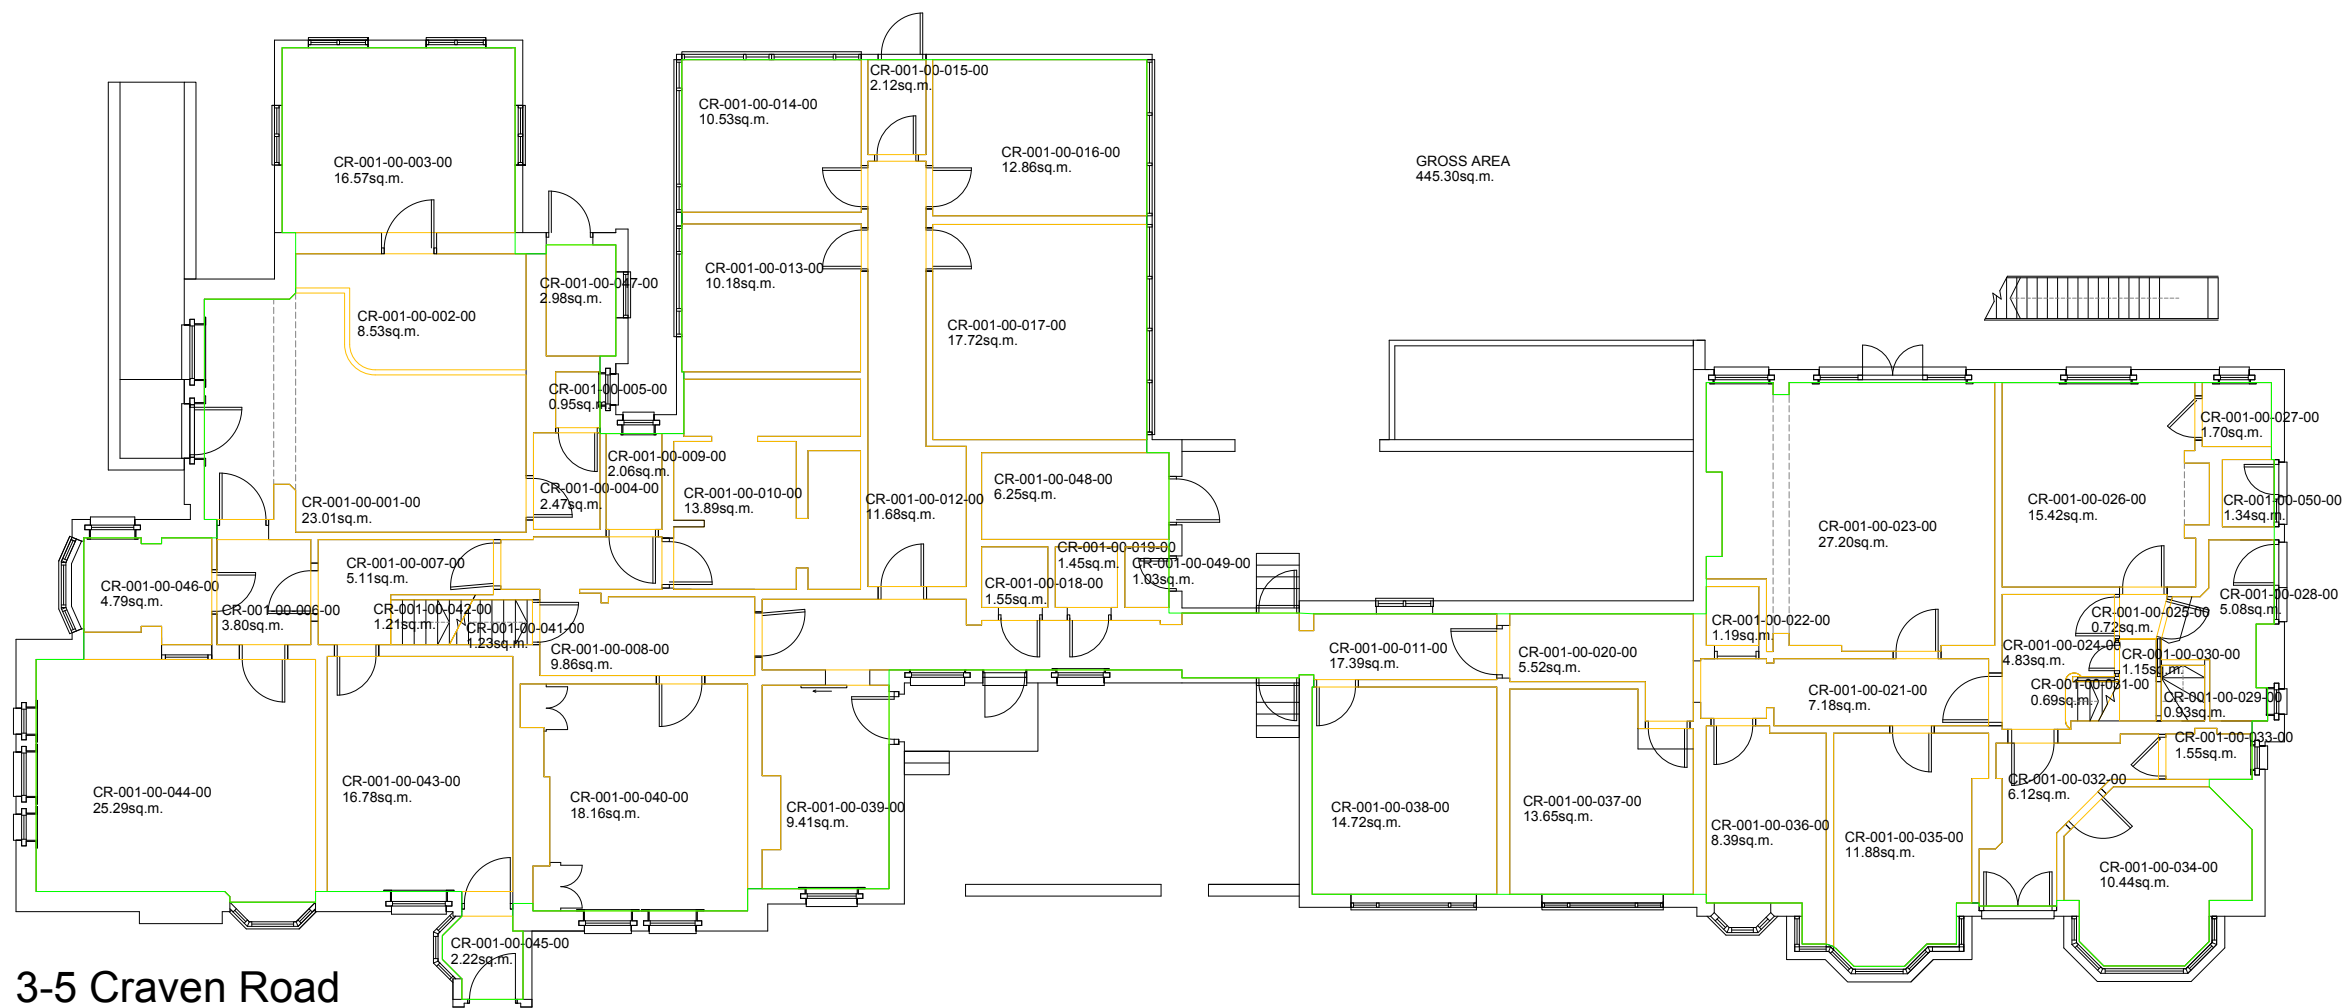 CR-001-00-015-00
2.12sq.m.
CR-001-00-014-00
10.53sq.m.
CR-001-00-003-00
16.57sq.m.
CR-001-00-016-00
12.86sq.m.
GROSS AREA
445.30sq.m.
CR-001-00-013-00
10.18sq.m.
CR-001-00-047-00
2.98sq.m.
CR-001-00-002-00
8.53sq.m.
CR-001-00-017-00
17.72sq.m.
CR-001-00-005-00
0.95sq.m.
CR-001-00-027-00
1.70sq.m.
CR-001-00-009-00
2.06sq.m.
CR-001-00-004-00
2.47sq.m.
CR-001-00-010-00
13.89sq.m.
CR-001-00-012-00
11.68sq.m.
CR-001-00-048-00
6.25sq.m.
CR-001-00-001-00
23.01sq.m.
CR-001-00-026-00
15.42sq.m.
CR-001-00-050-00
1.34sq.m.
CR-001-00-023-00
27.20sq.m.
CR-001-00-019-00
1.45sq.m.
CR-001-00-049-00
1.03sq.m.
CR-001-00-007-00
5.11sq.m.
CR-001-00-018-00
1.55sq.m.
CR-001-00-046-00
4.79sq.m.
CR-001-00-006-00
3.80sq.m.
CR-001-00-042-00
1.21sq.m.
CR-001-00-041-00
1.23sq.m.
CR-001-00-028-00
5.08sq.m.
CR-001-00-025-00
0.72sq.m.
CR-001-00-022-00
1.19sq.m.
CR-001-00-024-00
4.83sq.m.
CR-001-00-008-00
9.86sq.m.
CR-001-00-011-00
17.39sq.m.
CR-001-00-020-00
5.52sq.m.
CR-001-00-030-00
1.15sq.m.
CR-001-00-021-00
7.18sq.m.
CR-001-00-031-00
0.69sq.m.
CR-001-00-029-00
0.93sq.m.
CR-001-00-033-00
1.55sq.m.
CR-001-00-044-00
25.29sq.m.
CR-001-00-043-00
16.78sq.m.
CR-001-00-040-00
18.16sq.m.
CR-001-00-039-00
9.41sq.m.
CR-001-00-038-00
14.72sq.m.
CR-001-00-037-00
13.65sq.m.
CR-001-00-032-00
6.12sq.m.
CR-001-00-036-00
8.39sq.m.
CR-001-00-035-00
11.88sq.m.
CR-001-00-034-00
10.44sq.m.
CR-001-00-045-00
2.22sq.m.
3-5 Craven Road